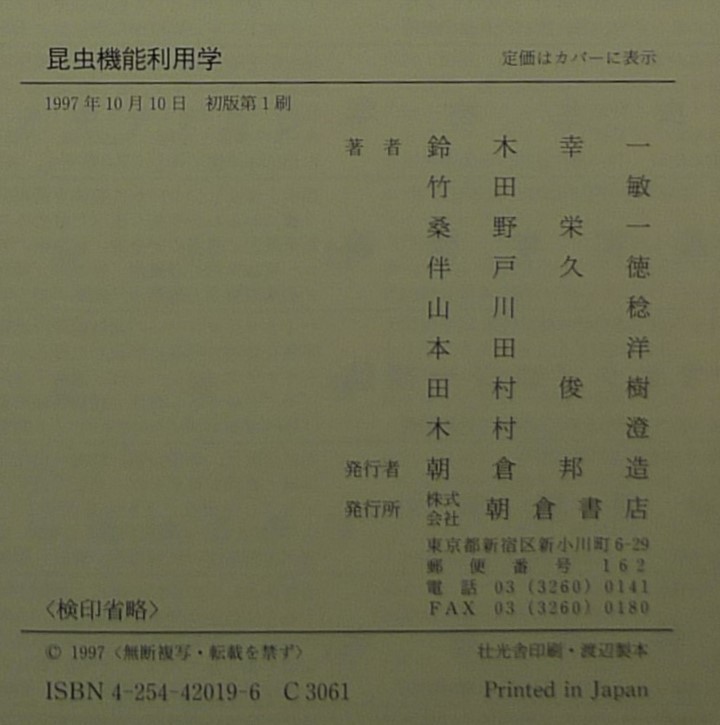 昆虫機能利用学 定価はカバーに表示
1997年10月10日 初版第1刷
著者 鈴木幸一
竹田敏
桑野栄一
伴戸久徳
山川稔
本田洋
田村俊樹
木村澄
発行者 朝倉邦造
発行所 株式会社 朝倉書店
東京都新宿区新小川町6-29
郵便番号 162
電話 03(3260)0141
FAX 03(3260)0180
〈検印省略〉
© 1997〈無断複写・転載を禁ず〉 壮光舎印刷・渡辺製本
ISBN 4-254-42019-6 C 3061 Printed in Japan